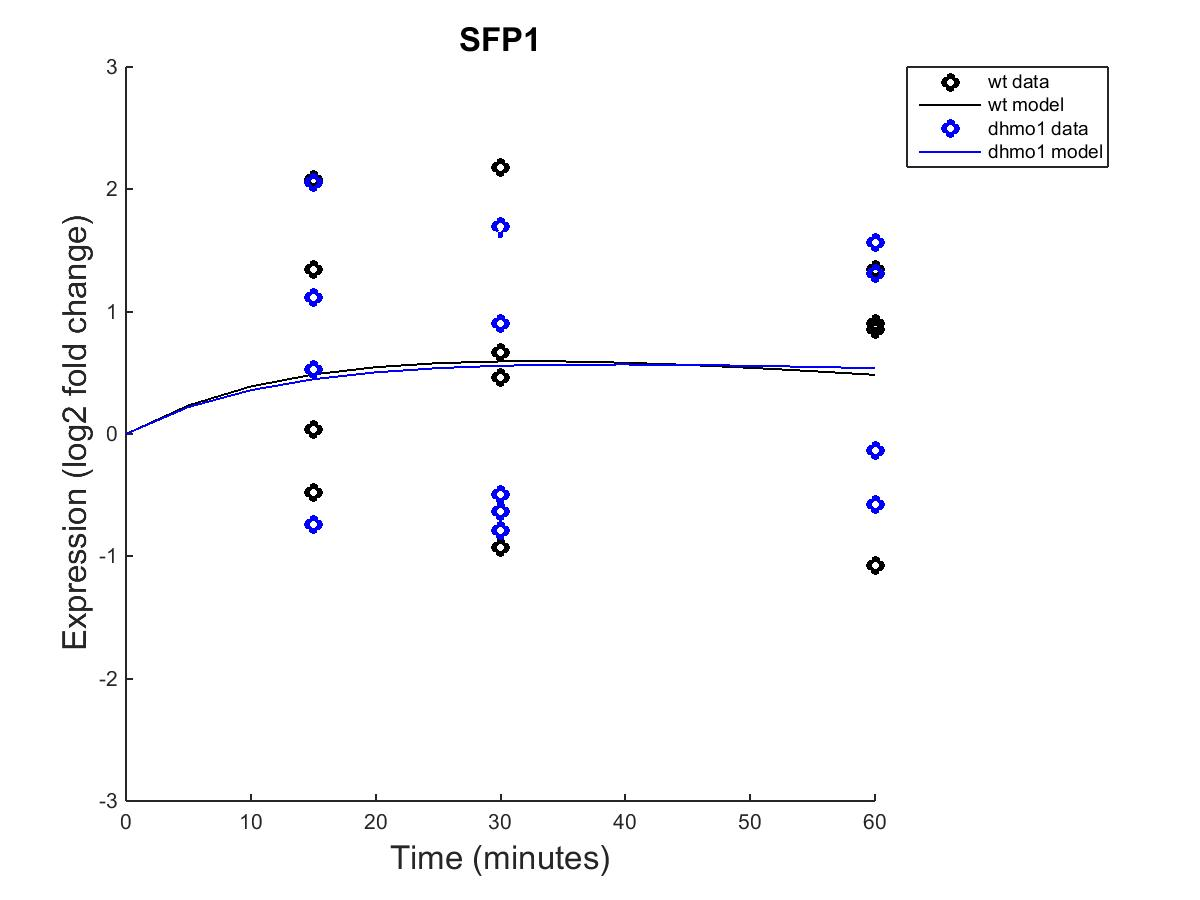 SFP1
wt data
wt model
dhmo1 data
dhmo1 model
Expression (log2 fold change)
3
2
1
0
-1
-2
-3
0 10 20 30 40 50 60
Time (minutes)